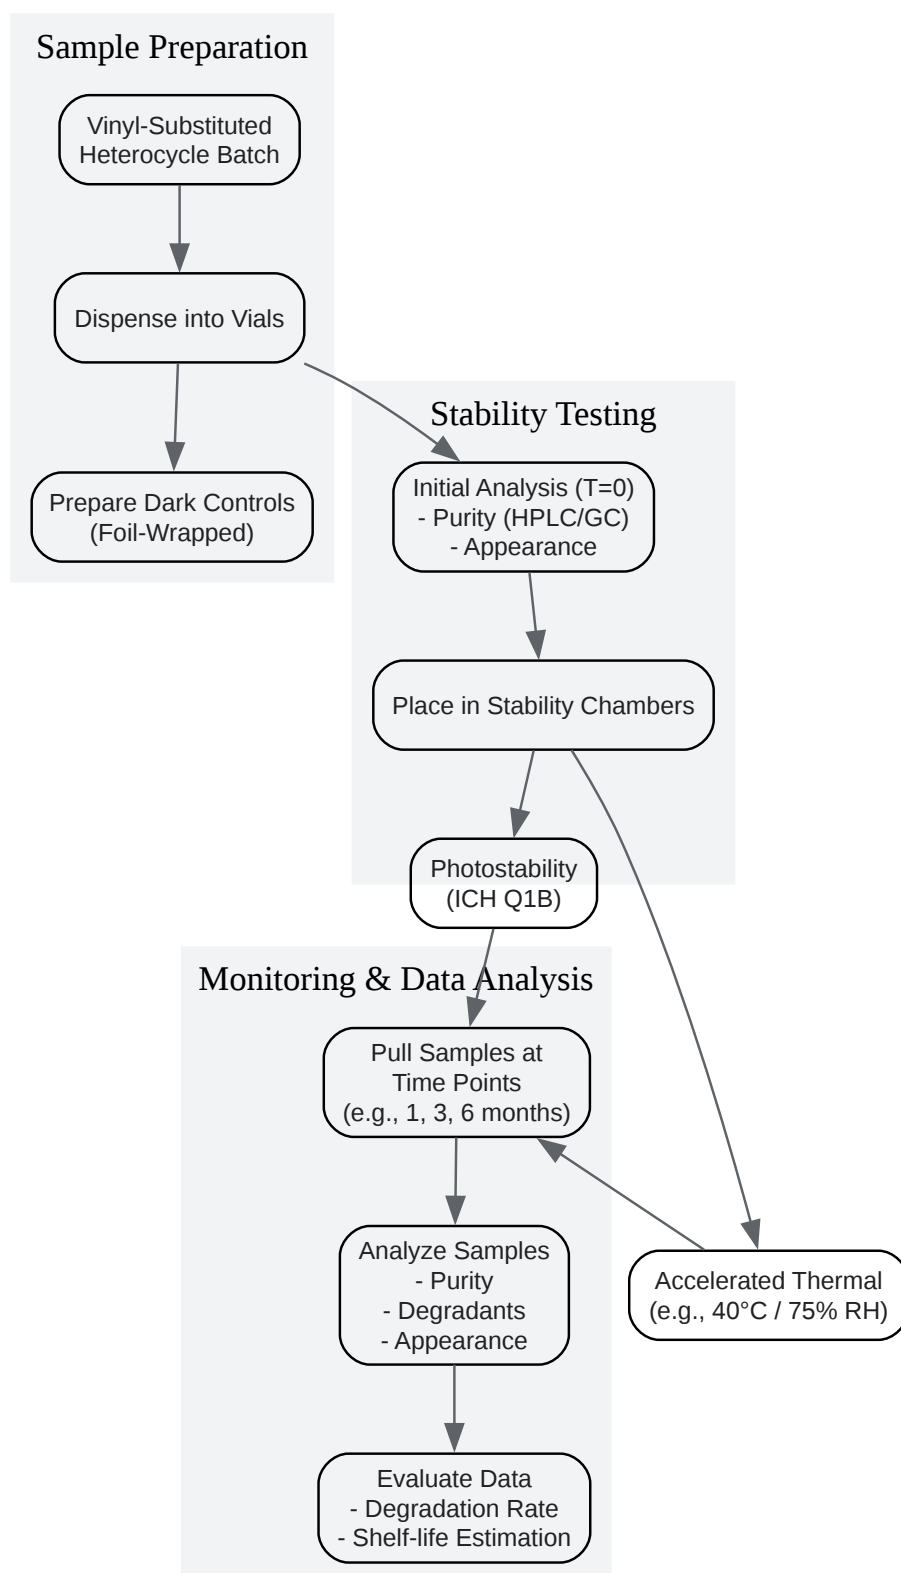 Sample Preparation
Vinyl-Substituted
Heterocycle Batch
Dispense into Vials
Prepare Dark Controls
(Foil-Wrapped)
Stability Testing
Initial Analysis (T=0)
- Purity (HPLC/GC)
- Appearance
Place in Stability Chambers
Photostability
(ICH Q1B)
Monitoring & Data Analysis
Pull Samples at
Time Points
(e.g., 1, 3, 6 months)
Accelerated Thermal
(e.g., 40°C / 75% RH)
Analyze Samples
- Purity
- Degradants
- Appearance
Evaluate Data
- Degradation Rate
- Shelf-life Estimation